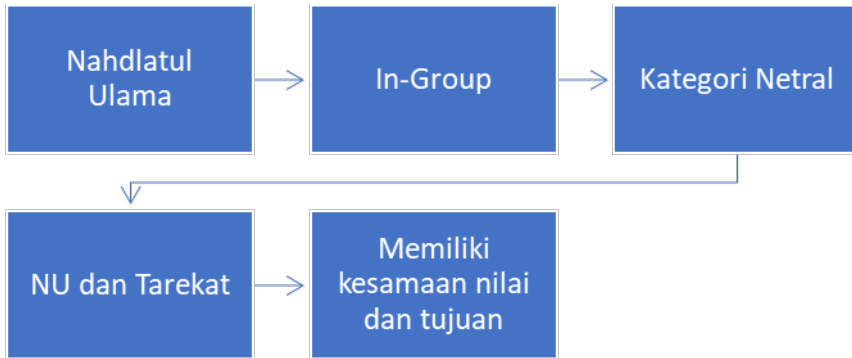 Nahdlatul
Ulama
In-Group
Kategori Netral
NU dan Tarekat
Memiliki
kesamaan nilai
dan tujuan